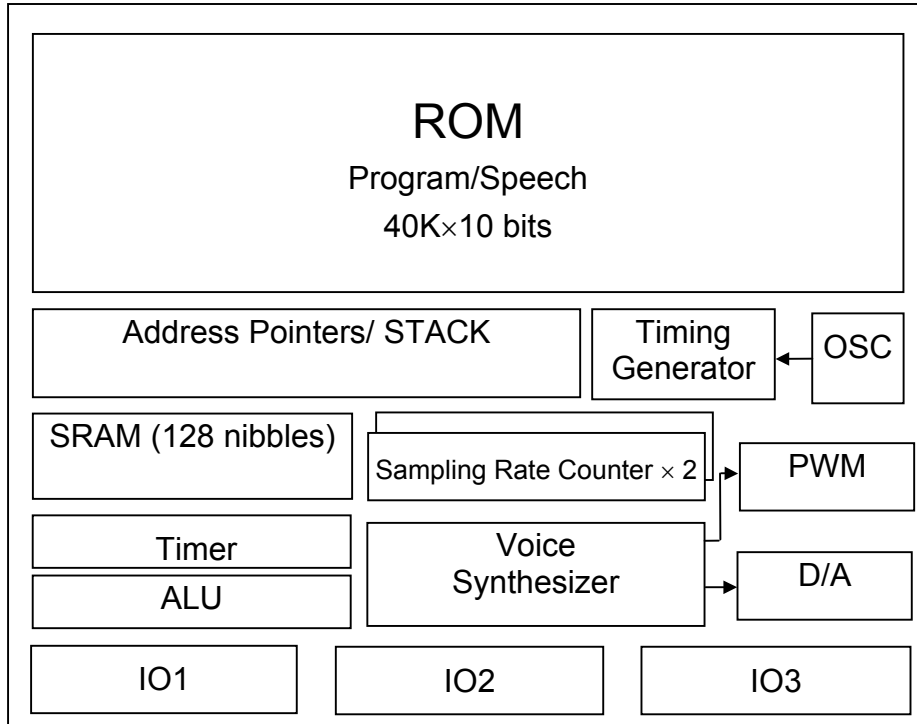 ROM
Program/Speech
40K×10 bits
Address Pointers/ STACK
Timing
Generator
OSC
SRAM (128 nibbles)
Sampling Rate Counter × 2
PWM
Timer
Voice
Synthesizer
D/A
ALU
IO1
IO2
IO3